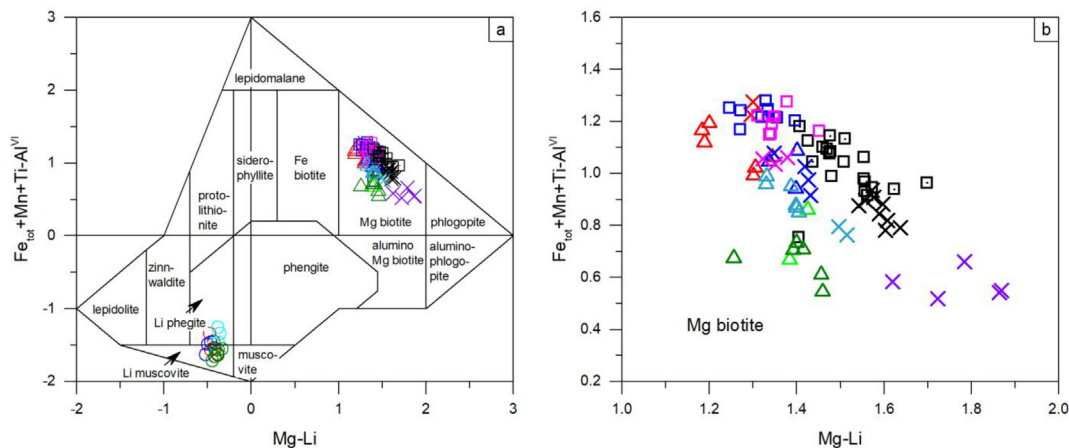 3
2
1
0
-1
-2
-2
-1
0
1
2
3
Fe_tot+Mn+Ti-Al^VI
Mg-Li
a
lepidomalane
sidero-
phyllite
Fe
biotite
proto-
lithio-
nite
Mg biotite
phlogopite
zinn-
waldite
phengite
alumino
Mg biotite
alumino-
phlogo-
pite
lepidolite
Li phegite
Li muscovite
musco-
vite
1.6
1.4
1.2
1.0
0.8
0.6
0.4
0.2
1.0
1.2
1.4
1.6
1.8
2.0
Fe_tot+Mn+Ti-Al^VI
Mg-Li
b
Mg biotite